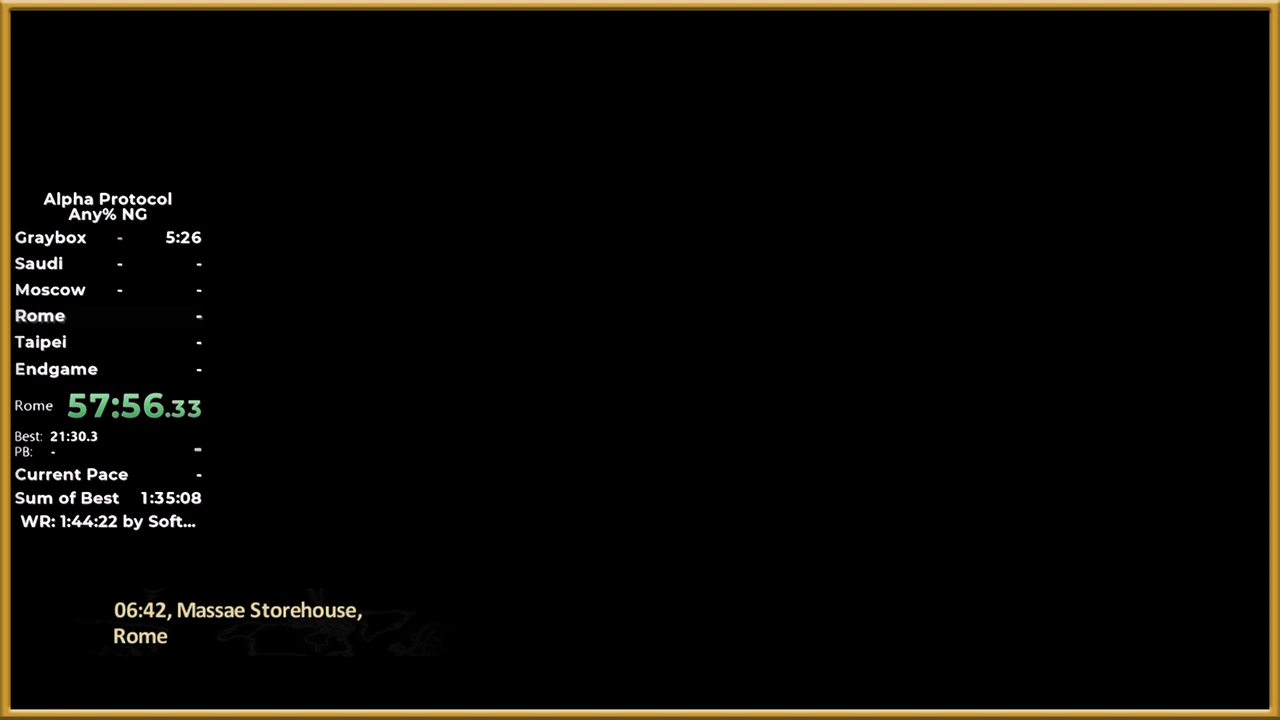 Alpha Protocol
Any% NG
Graybox - 5:26
Saudi - -
Moscow - -
Rome -
Taipei -
Endgame -
Rome 57:56.33
Best: 21:30.3
PB: - -
Current Pace -
Sum of Best 1:35:08
WR: 1:44:22 by Soft...
06:42, Massae Storehouse,
Rome